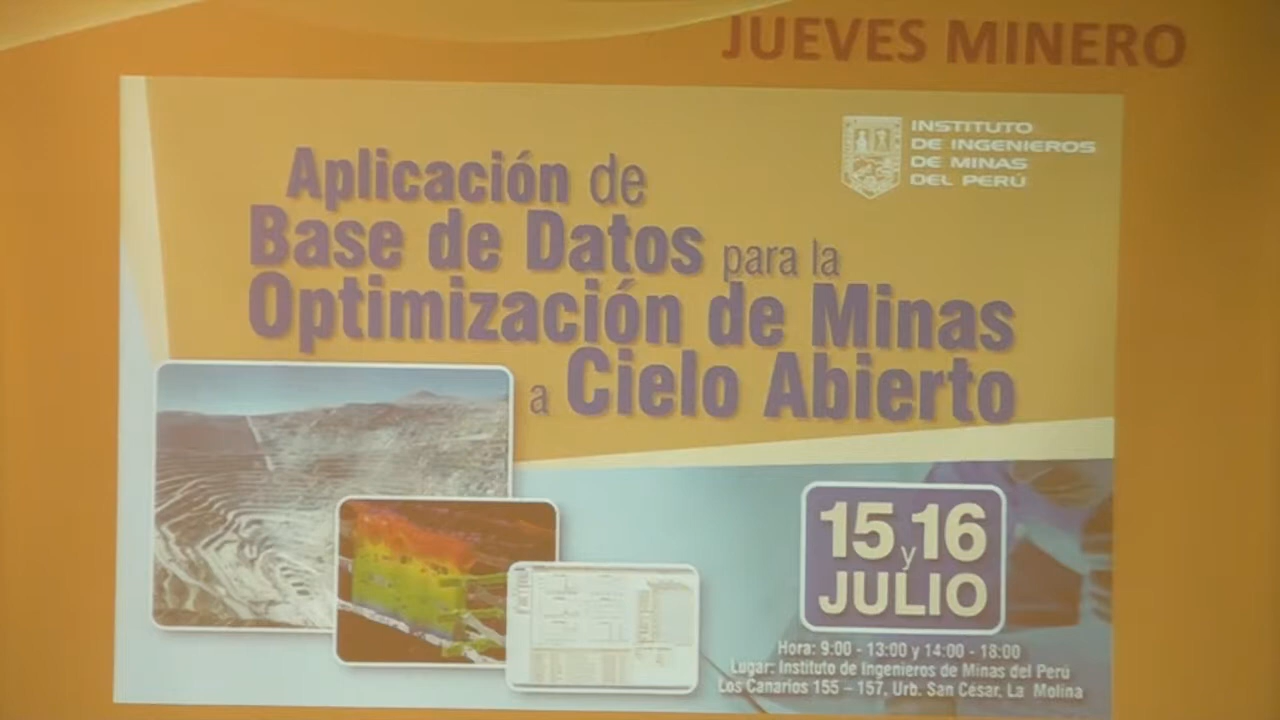 JUEVES MINERO
INSTITUTO
DE INGENIEROS
DE MINAS
DEL PERÚ
Aplicación de
Base de Datos para la
Optimización de Minas
a Cielo Abierto
15 y 16
JULIO
Hora: 9:00 - 13:00 y 14:00 - 18:00
Lugar: Instituto de Ingenieros de Minas del Perú
Los Canarios 155 – 157, Urb. San César, La Molina